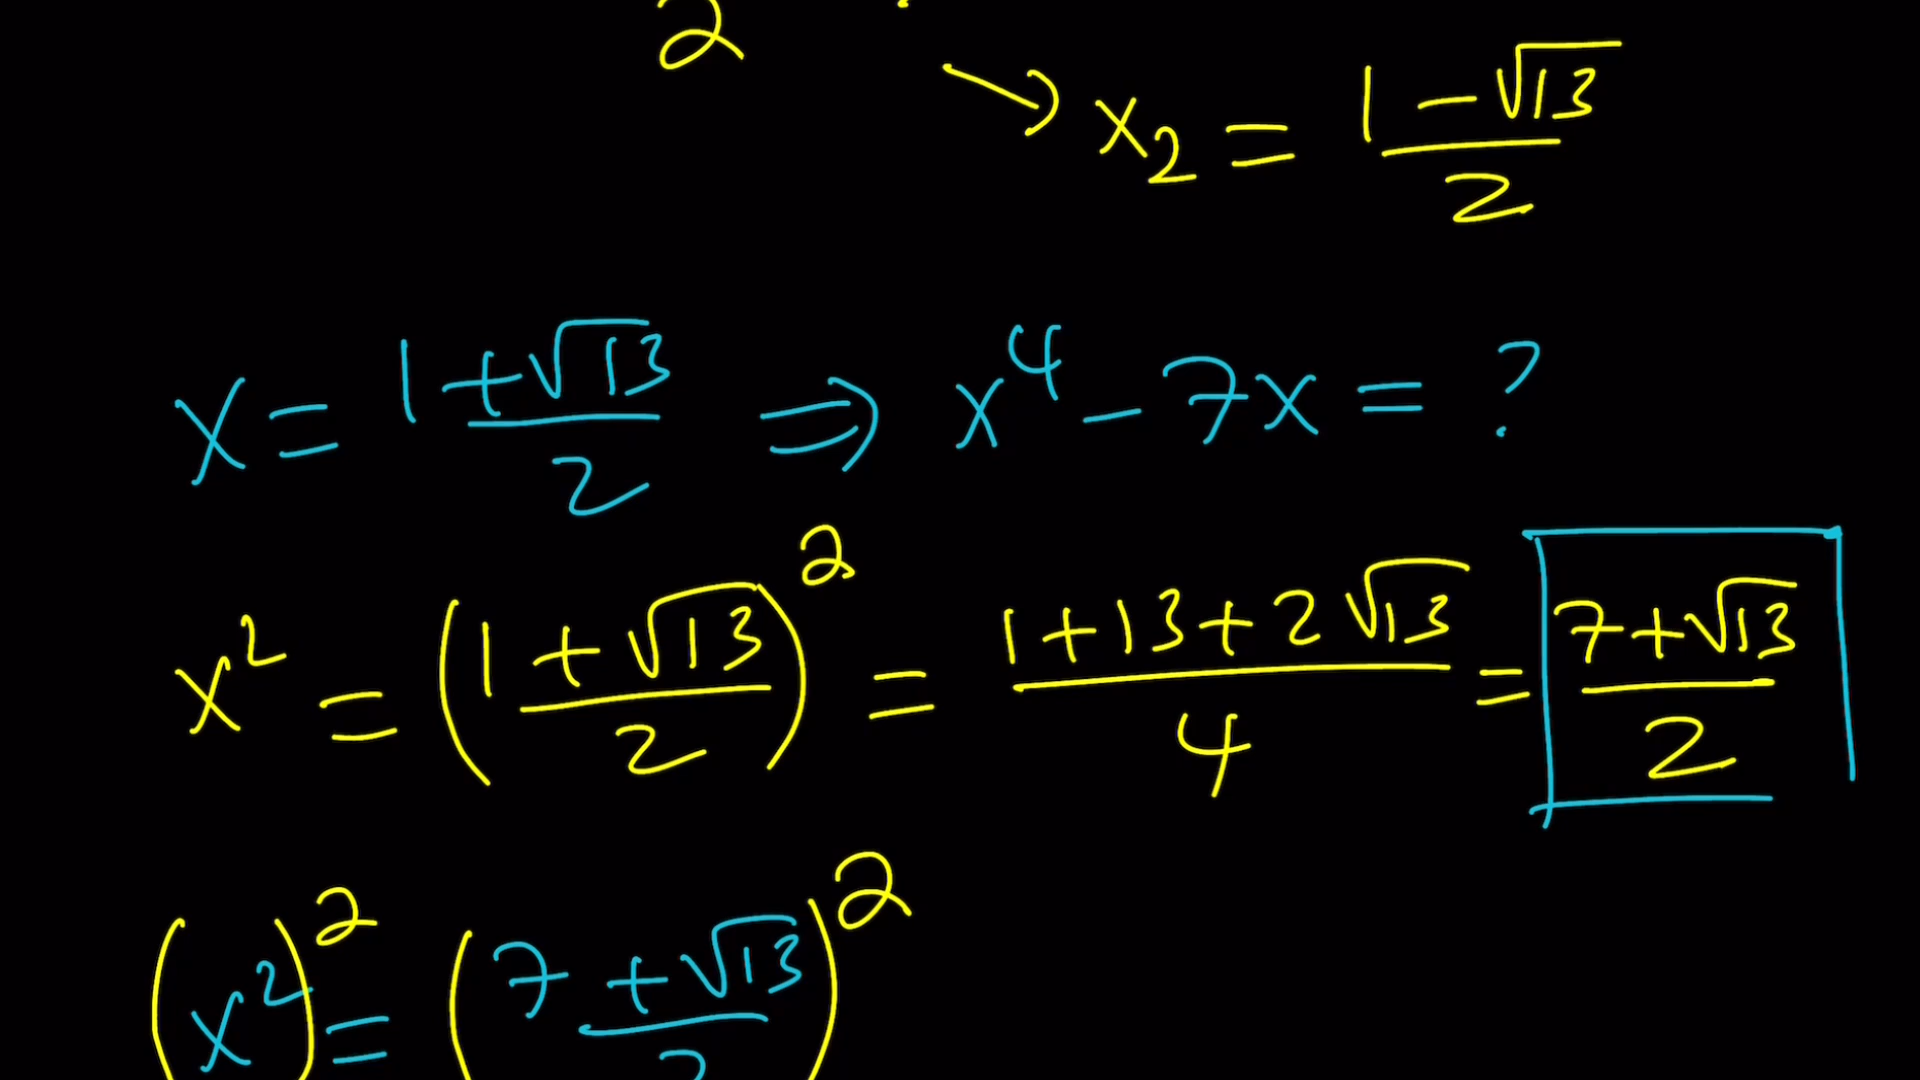 2
→ x₂ = (1 − √13)/2
x = (1 + √13)/2 ⇒ x⁴ − 7x = ?
x² = ((1 + √13)/2)² = (1 + 13 + 2√13)/4 = (7 + √13)/2
(x²)² = ((7 + √13)/2)²